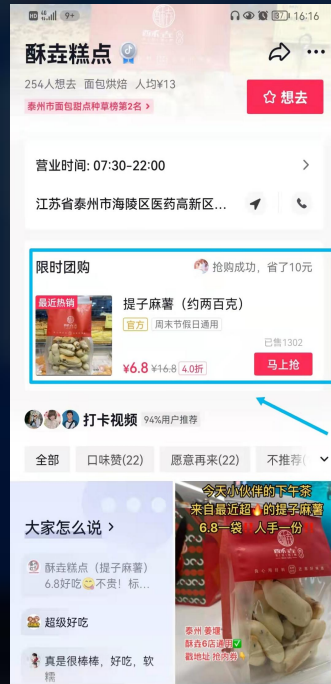 HD 4G 9+ 87 16:16
酥垚糕点
254人想去 面包烘焙 人均¥13
泰州市面包甜点种草榜第2名 >
想去
营业时间: 07:30-22:00
江苏省泰州市海陵区医药高新区...
限时团购
抢购成功，省了10元
最近热销
提子麻薯（约两百克）
官方 周末节假日通用
已售1302
¥6.8 ¥16.8 4.0折
马上抢
打卡视频 94%用户推荐
全部 口味赞(22) 愿意再来(22) 不推荐(
大家怎么说 >
酥垚糕点（提子麻薯）
6.8好吃😋不贵！标...
超级好吃
真是很棒棒，好吃，软
糯
今天小伙伴的下午茶
来自最近超🔥的提子麻薯
6.8一袋 人手一份
泰州 姜堰
酥垚6店通用✅
戳地址 抢肉券👇